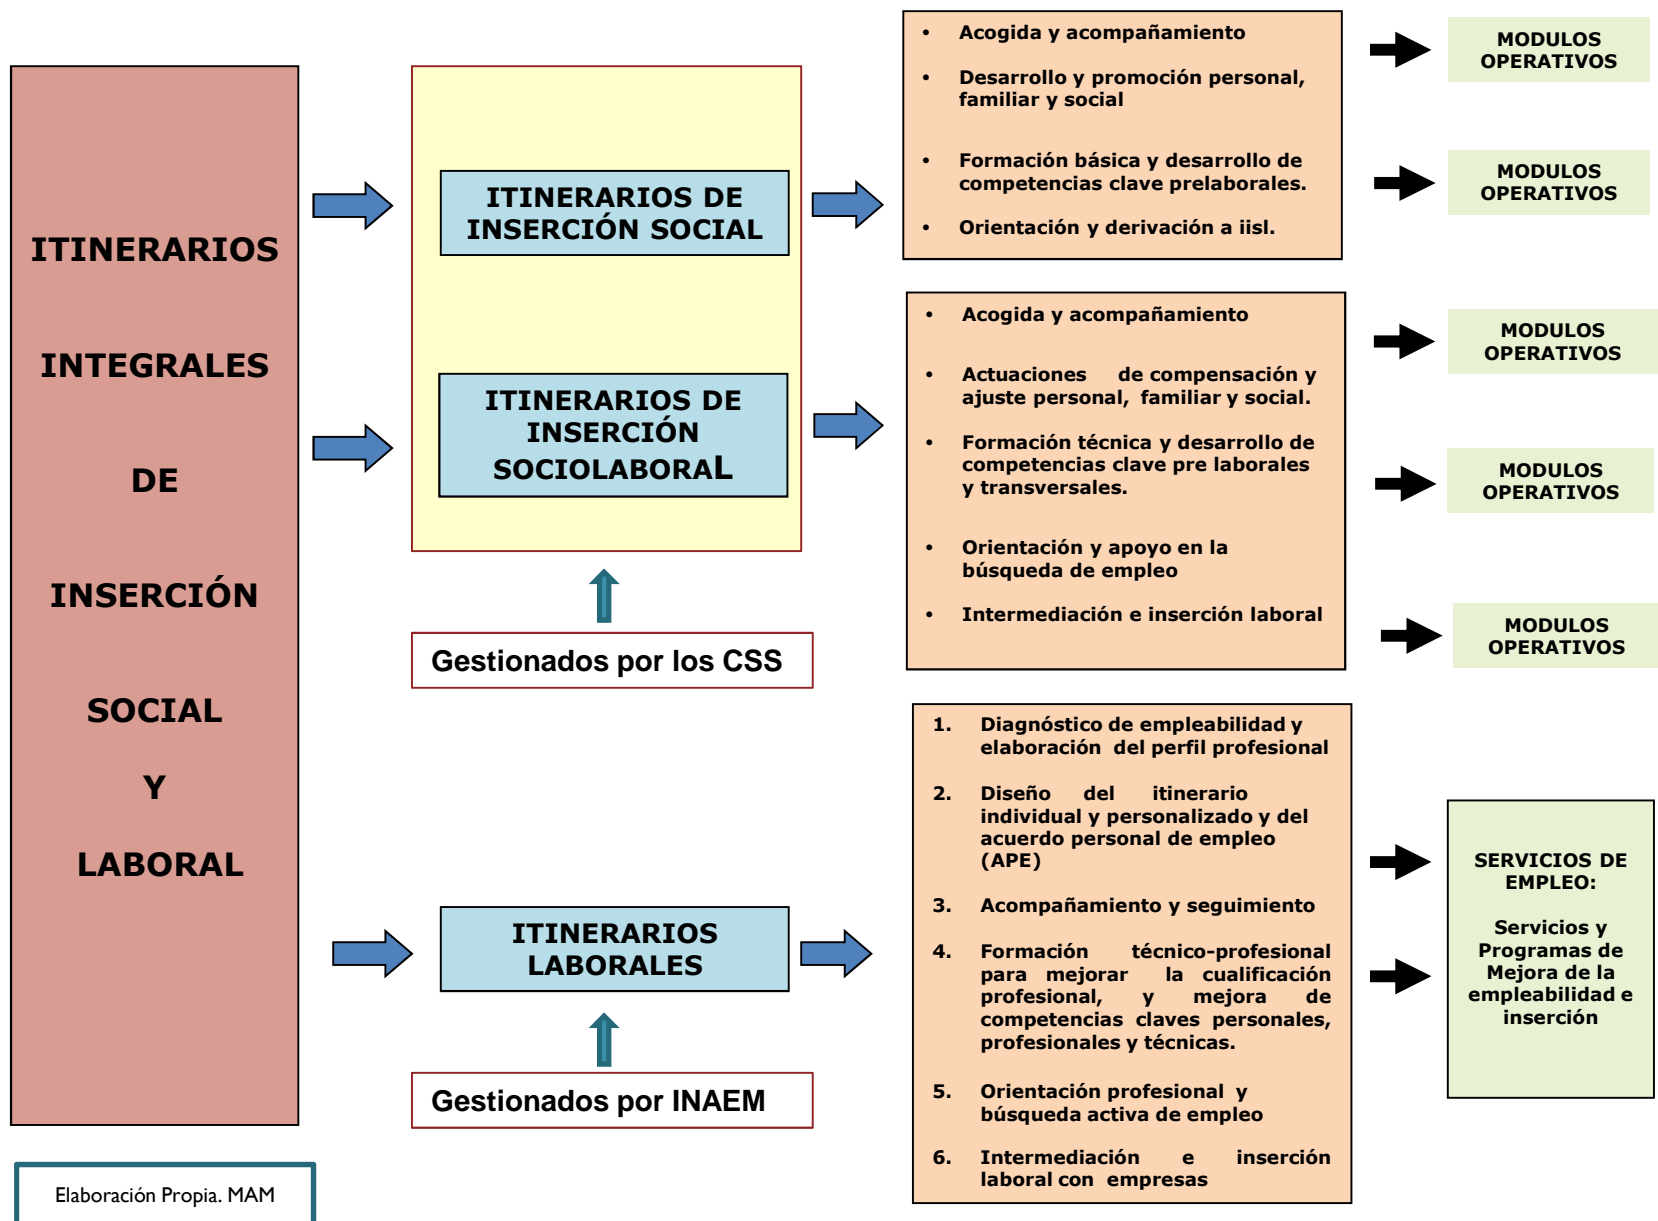 ITINERARIOS
INTEGRALES
DE
INSERCIÓN
SOCIAL
Y
LABORAL
ITINERARIOS DE
INSERCIÓN SOCIAL
ITINERARIOS DE
INSERCIÓN
SOCIOLABORAL
Gestionados por los CSS
ITINERARIOS
LABORALES
Gestionados por INAEM
• Acogida y acompañamiento
• Desarrollo y promoción personal,
familiar y social
• Formación básica y desarrollo de
competencias clave prelaborales.
• Orientación y derivación a iisl.
MODULOS
OPERATIVOS
MODULOS
OPERATIVOS
• Acogida y acompañamiento
• Actuaciones de compensación y
ajuste personal, familiar y social.
• Formación técnica y desarrollo de
competencias clave pre laborales
y transversales.
• Orientación y apoyo en la
búsqueda de empleo
• Intermediación e inserción laboral
MODULOS
OPERATIVOS
MODULOS
OPERATIVOS
MODULOS
OPERATIVOS
1. Diagnóstico de empleabilidad y
elaboración del perfil profesional
2. Diseño del itinerario
individual y personalizado y del
acuerdo personal de empleo
(APE)
3. Acompañamiento y seguimiento
4. Formación técnico-profesional
para mejorar la cualificación
profesional, y mejora de
competencias claves personales,
profesionales y técnicas.
5. Orientación profesional y
búsqueda activa de empleo
6. Intermediación e inserción
laboral con empresas
SERVICIOS DE
EMPLEO:
Servicios y
Programas de
Mejora de la
empleabilidad e
inserción
Elaboración Propia. MAM